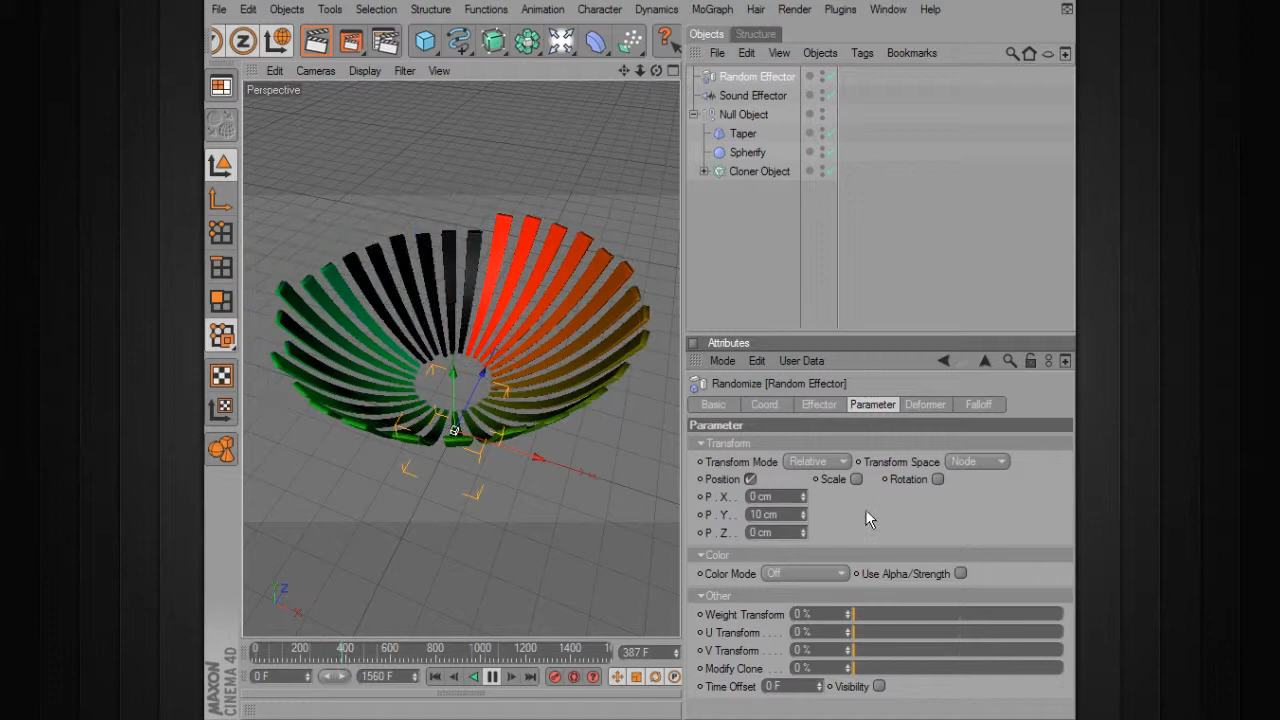 File Edit Objects Tools Selection Structure Functions Animation Character Dynamics MoGraph Hair Render Plugins Window Help
Objects Structure
Edit Cameras Display Filter View
File Edit View Objects Tags Bookmarks
Perspective
Random Effector
Sound Effector
Null Object
Taper
Spherify
Cloner Object
Attributes
Mode Edit User Data
Randomize [Random Effector]
Basic Coord. Effector Parameter Deformer Falloff
Parameter
Transform
Transform Mode Relative Transform Space Node
Position Scale Rotation
P . X . . 0 cm
P . Y . . 10 cm
P . Z . . 0 cm
Color
Color Mode Off Use Alpha/Strength
Other
Weight Transform 0 %
U Transform . . . . 0 %
V Transform . . . . 0 %
Modify Clone . . . 0 %
Time Offset . . 0 F Visibility
Z
X
0 200 400 600 800 1000 1200 1400 387 F
0 F 1560 F
MAXON
CINEMA 4D